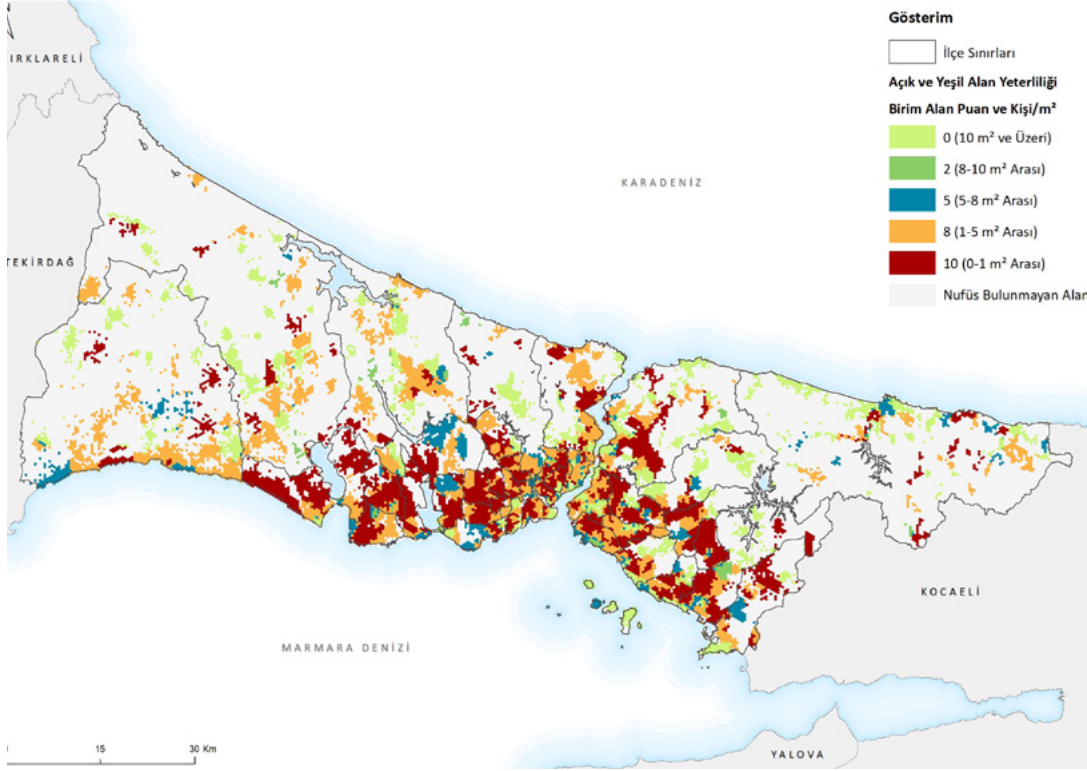 Gösterim
İlçe Sınırları
Açık ve Yeşil Alan Yeterliliği
Birim Alan Puan ve Kişi/m²
0 (10 m² ve Üzeri)
2 (8-10 m² Arası)
5 (5-8 m² Arası)
8 (1-5 m² Arası)
10 (0-1 m² Arası)
Nufüs Bulunmayan Alan
IRKLARELİ
KARADENİZ
TEKİRDAĞ
KOCAELİ
MARMARA DENİZİ
15
30 Km
YALOVA